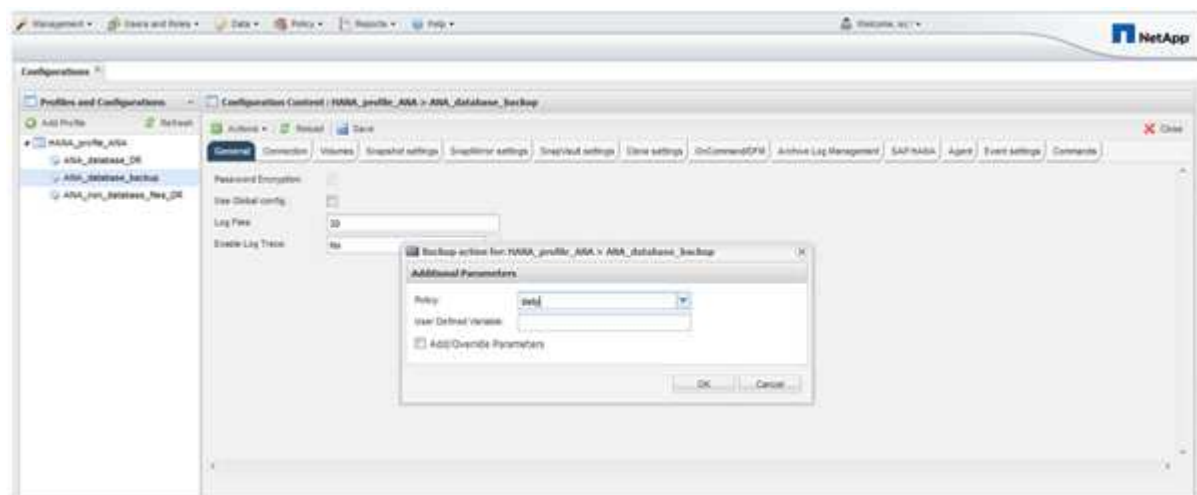 Management Users and Roles Data Policy Reports Help Welcome,
NetApp
Configurations
Profiles and Configurations Configuration Content : HANA_profile_ANA > ANA_database_backup
Add Profile Refresh Actions Reload Save Close
HANA_profile_ANA
General Connection Volumes Snapshot settings SnapMirror settings SnapVault settings Clone settings OnCommand/DFM Archive Log Management SAP HANA Agent Event settings Commands
ANA_database_DR
ANA_database_backup
ANA_non_database_files_DR
Password Encryption:
Use Global config:
Log Files: 30
Enable Log Trace: No
Backup action for: HANA_profile_ANA > ANA_database_backup
Additional Parameters
Policy: daily
User Defined Variable:
Add/Override Parameters
OK Cancel